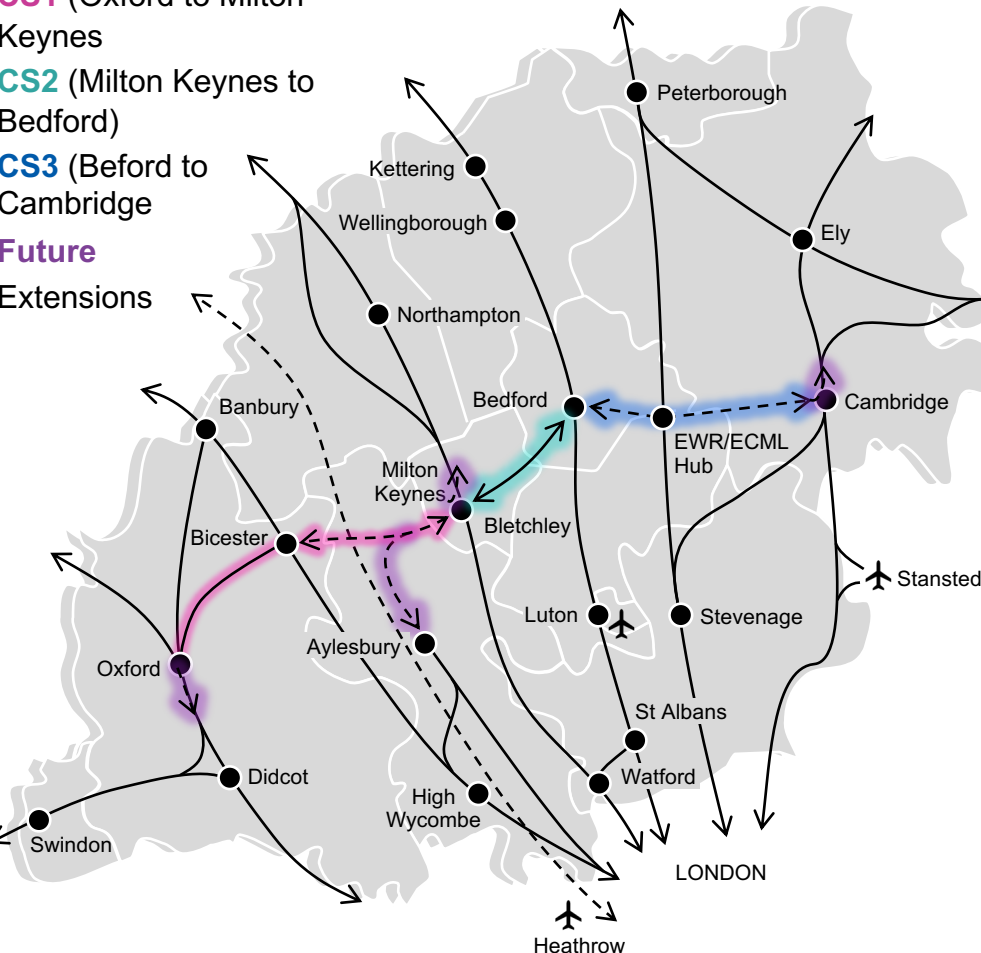 CS1 (Oxford to Milton
Keynes
CS2 (Milton Keynes to
Bedford)
CS3 (Beford to
Cambridge
Future
Extensions
Peterborough
Kettering
Wellingborough
Ely
Northampton
Banbury
Bedford
Cambridge
EWR/ECML
Hub
Milton
Keynes
Bletchley
Bicester
Stansted
Luton
Stevenage
Aylesbury
Oxford
St Albans
Didcot
Watford
High
Wycombe
Swindon
LONDON
Heathrow